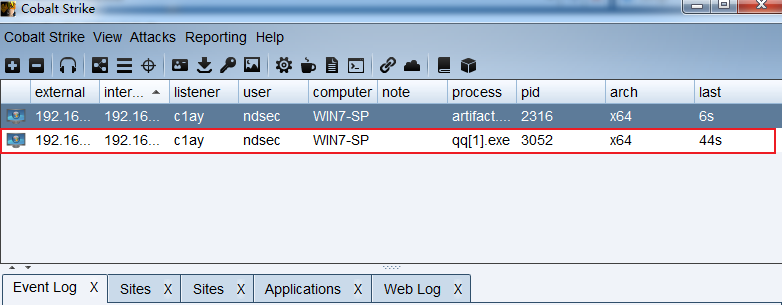 Cobalt Strike
Cobalt Strike View Attacks Reporting Help
external inter... listener user computer note process pid arch last
192.16... 192.16... c1ay ndsec WIN7-SP artifact.... 2316 x64 6s
192.16... 192.16... c1ay ndsec WIN7-SP qq[1].exe 3052 x64 44s
Event Log X Sites X Sites X Applications X Web Log X